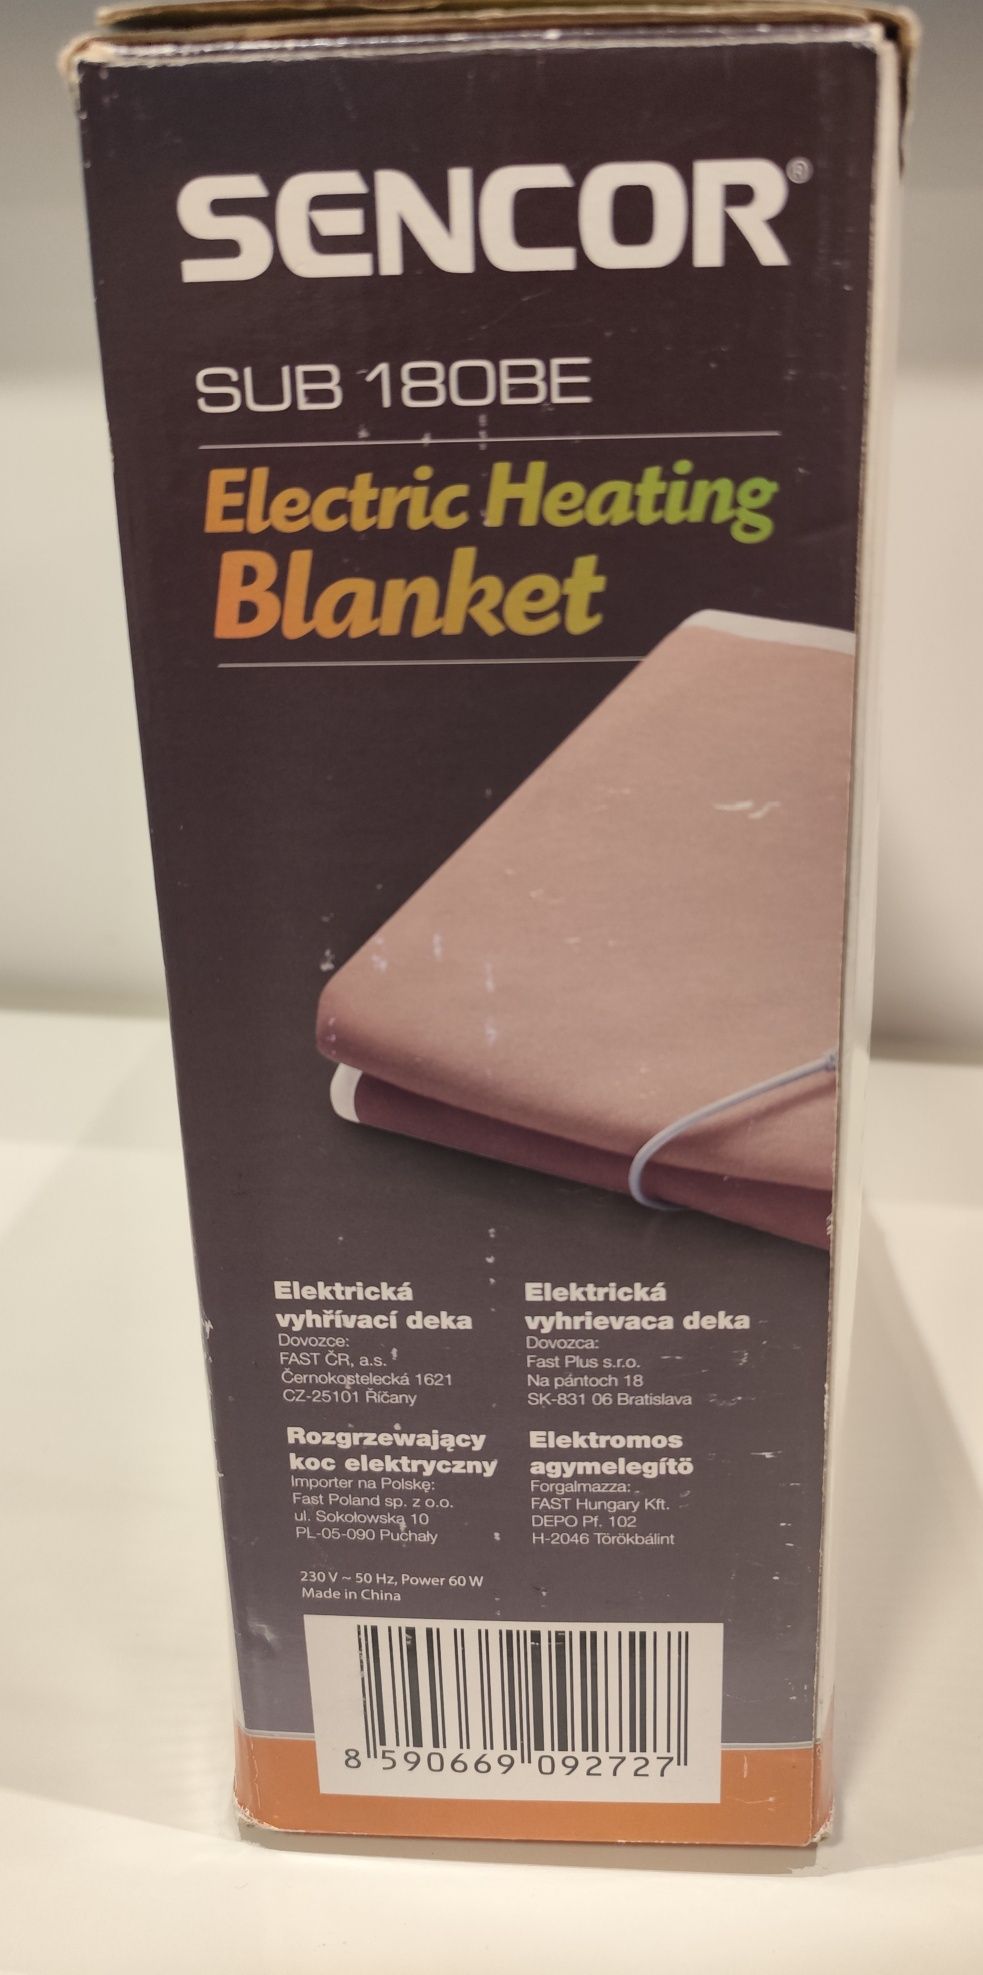 SENCOR®
SUB 180BE
Electric Heating
Blanket
Elektrická
vyhřívací deka
Dovozce:
FAST ČR, a.s.
Černokostelecká 1621
CZ-25101 Říčany
Elektrická
vyhrievaca deka
Dovozca:
Fast Plus s.r.o.
Na pántoch 18
SK-831 06 Bratislava
Rozgrzewający
koc elektryczny
Importer na Polskę:
Fast Poland sp. z o.o.
ul. Sokołowska 10
PL-05-090 Puchały
Elektromos
agymelegítö
Forgalmazza:
FAST Hungary Kft.
DEPO Pf. 102
H-2046 Törökbálint
230 V ~ 50 Hz, Power 60 W
Made in China
8 590669 092727